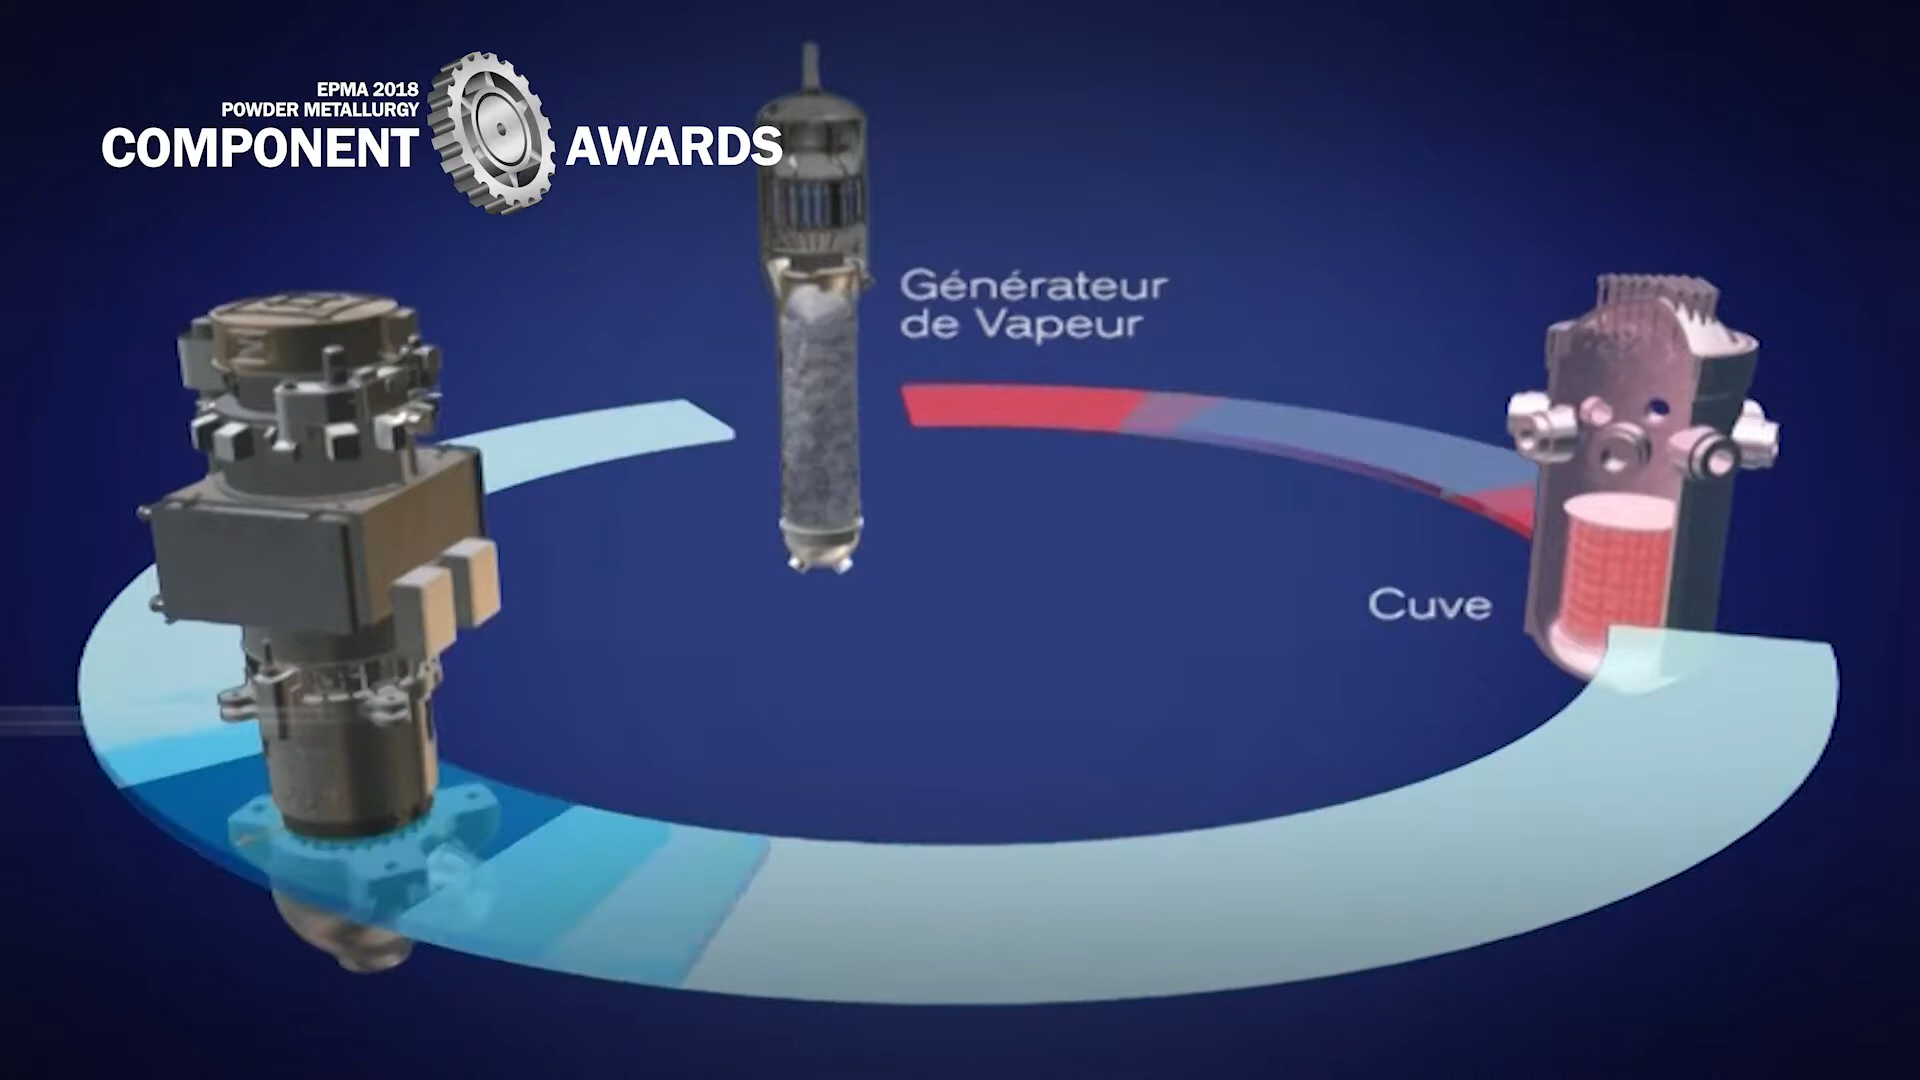 EPMA 2018
POWDER METALLURGY
COMPONENT AWARDS
Générateur
de Vapeur
Cuve